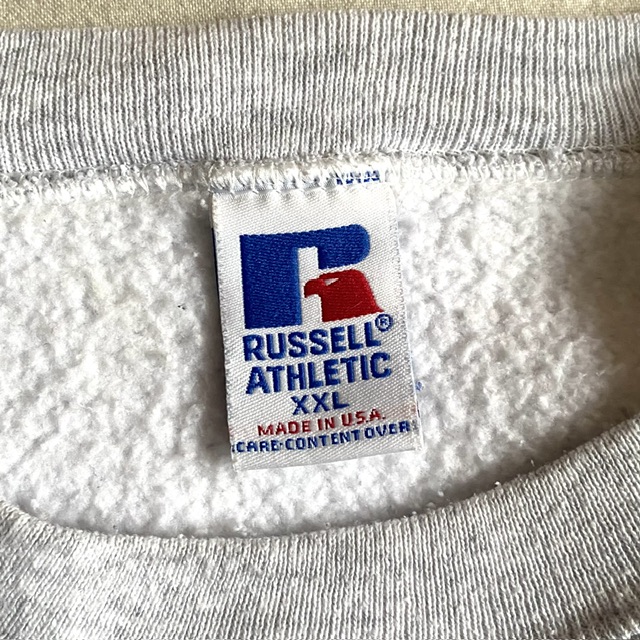 RUSSELL®
ATHLETIC
XXL
MADE IN U.S.A.
CARE·CONTENT OVER